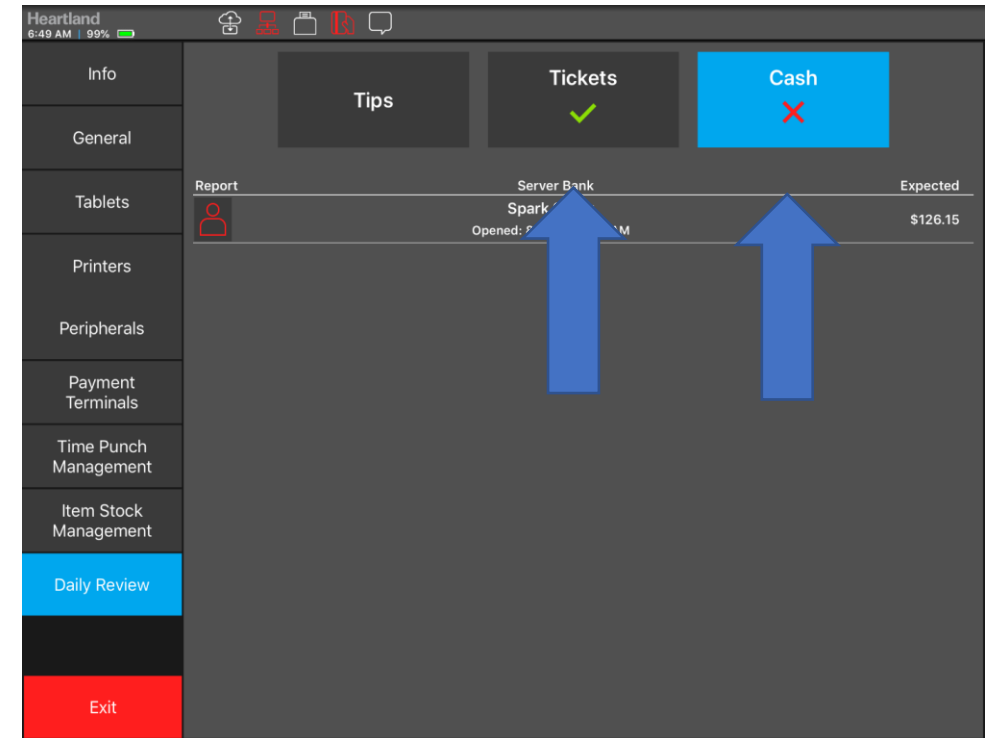 Heartland
6:49 AM | 99%
Info
General
Tablets
Printers
Peripherals
Payment
Terminals
Time Punch
Management
Item Stock
Management
Daily Review
Exit
Tips
Tickets
Cash
Report Server Bank Expected
Spark
Opened:
$126.15